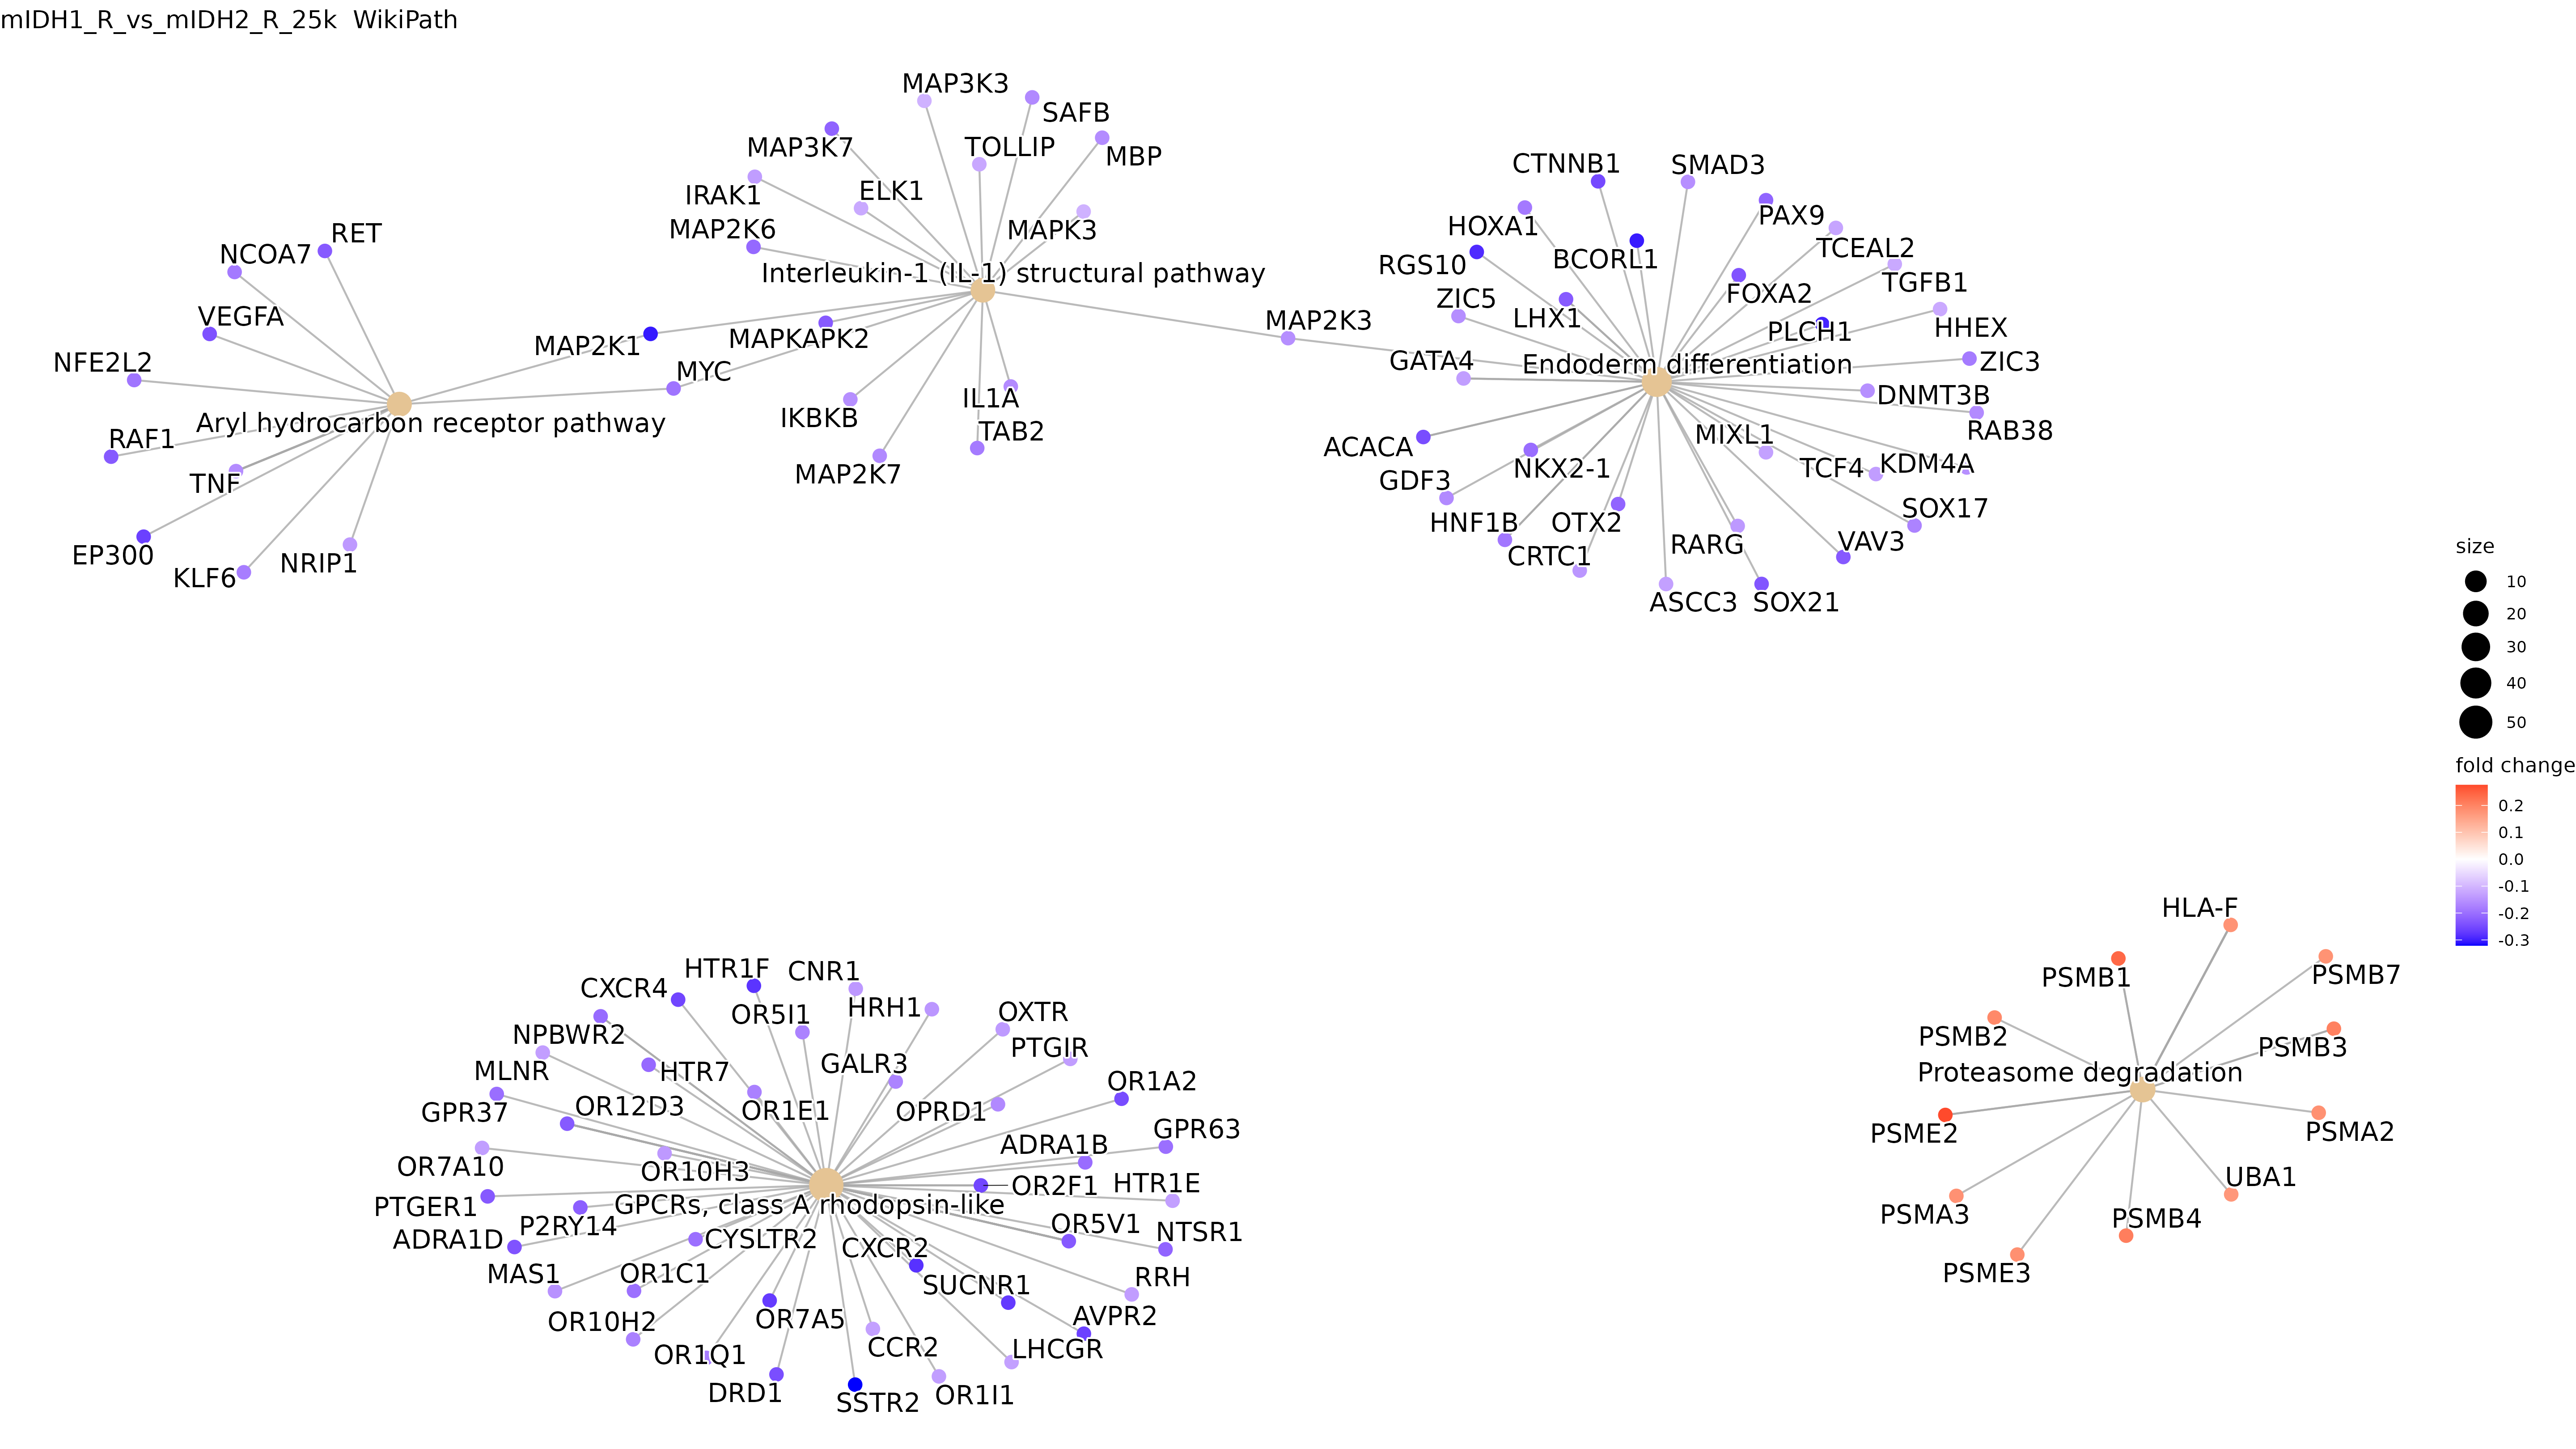 mIDH1_R_vs_mIDH2_R_25k  WikiPath
MAP3K3
SAFB
MAP3K7
TOLLIP
MBP
IRAK1
ELK1
MAP2K6
MAPK3
Interleukin-1 (IL-1) structural pathway
MAP2K1
MAPKAPK2
MYC
MAP2K3
IKBKB
IL1A
TAB2
MAP2K7
RET
NCOA7
VEGFA
NFE2L2
Aryl hydrocarbon receptor pathway
RAF1
TNF
EP300
KLF6
NRIP1
CTNNB1
SMAD3
HOXA1
PAX9
BCORL1
TCEAL2
RGS10
FOXA2
TGFB1
ZIC5
LHX1
PLCH1
HHEX
GATA4
Endoderm differentiation
ZIC3
DNMT3B
RAB38
ACACA
MIXL1
NKX2-1
TCF4
KDM4A
GDF3
SOX17
HNF1B
OTX2
CRTC1
RARG
VAV3
ASCC3
SOX21
size
10
20
30
40
50
fold change
0.2
0.1
0.0
-0.1
-0.2
-0.3
HTR1F
CNR1
CXCR4
HRH1
OR5I1
OXTR
NPBWR2
PTGIR
GALR3
MLNR
HTR7
OR1A2
GPR37
OR12D3
OR1E1
OPRD1
GPR63
ADRA1B
OR7A10
OR10H3
OR2F1
HTR1E
PTGER1
GPCRs, class A rhodopsin-like
P2RY14
OR5V1
NTSR1
ADRA1D
CYSLTR2
CXCR2
MAS1
OR1C1
SUCNR1
RRH
OR10H2
OR7A5
AVPR2
OR1Q1
CCR2
LHCGR
DRD1
SSTR2
OR1I1
HLA-F
PSMB1
PSMB7
PSMB2
PSMB3
Proteasome degradation
PSME2
PSMA2
UBA1
PSMA3
PSMB4
PSME3